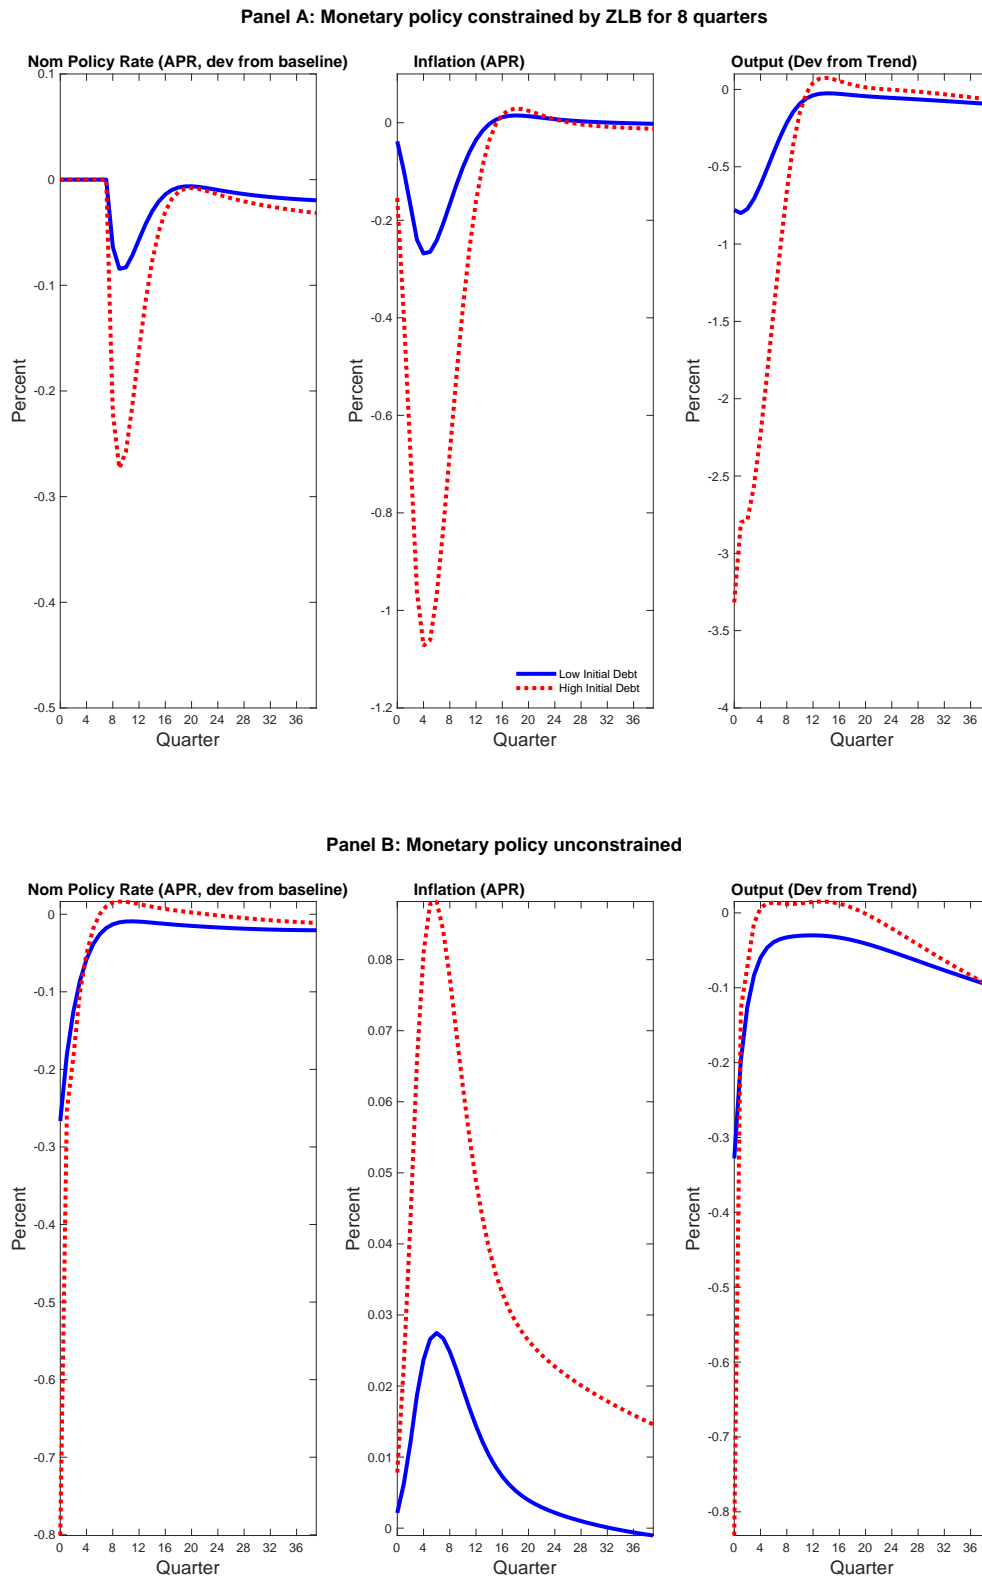 Panel A: Monetary policy constrained by ZLB for 8 quarters
Nom Policy Rate (APR, dev from baseline)
0.1
0
-0.1
-0.2
-0.3
-0.4
-0.5
Percent
0 4 8 12 16 20 24 28 32 36
Quarter
Inflation (APR)
0
-0.2
-0.4
-0.6
-0.8
-1
-1.2
Percent
Low Initial Debt
High Initial Debt
0 4 8 12 16 20 24 28 32 36
Quarter
Output (Dev from Trend)
0
-0.5
-1
-1.5
-2
-2.5
-3
-3.5
-4
Percent
0 4 8 12 16 20 24 28 32 36
Quarter
Panel B: Monetary policy unconstrained
Nom Policy Rate (APR, dev from baseline)
0
-0.1
-0.2
-0.3
-0.4
-0.5
-0.6
-0.7
-0.8
Percent
0 4 8 12 16 20 24 28 32 36
Quarter
Inflation (APR)
0.08
0.07
0.06
0.05
0.04
0.03
0.02
0.01
0
Percent
0 4 8 12 16 20 24 28 32 36
Quarter
Output (Dev from Trend)
0
-0.1
-0.2
-0.3
-0.4
-0.5
-0.6
-0.7
-0.8
Percent
0 4 8 12 16 20 24 28 32 36
Quarter